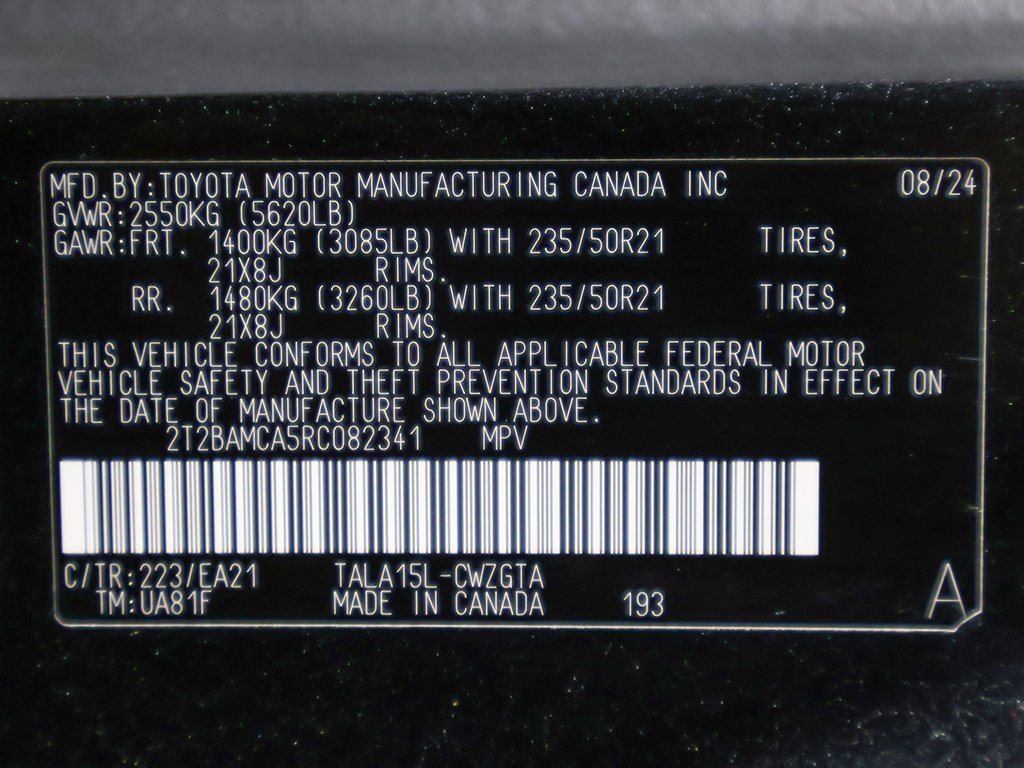 MFD.BY:TOYOTA MOTOR MANUFACTURING CANADA INC 08/24
GVWR:2550KG (5620LB)
GAWR:FRT. 1400KG (3085LB) WITH 235/50R21 TIRES,
21X8J RIMS.
RR. 1480KG (3260LB) WITH 235/50R21 TIRES,
21X8J RIMS.
THIS VEHICLE CONFORMS TO ALL APPLICABLE FEDERAL MOTOR
VEHICLE SAFETY AND THEFT PREVENTION STANDARDS IN EFFECT ON
THE DATE OF MANUFACTURE SHOWN ABOVE.
2T2BAMCA5RC082341 MPV
C/TR:223/EA21 TALA15L-CWZGTA
TM:UA81F MADE IN CANADA 193
A